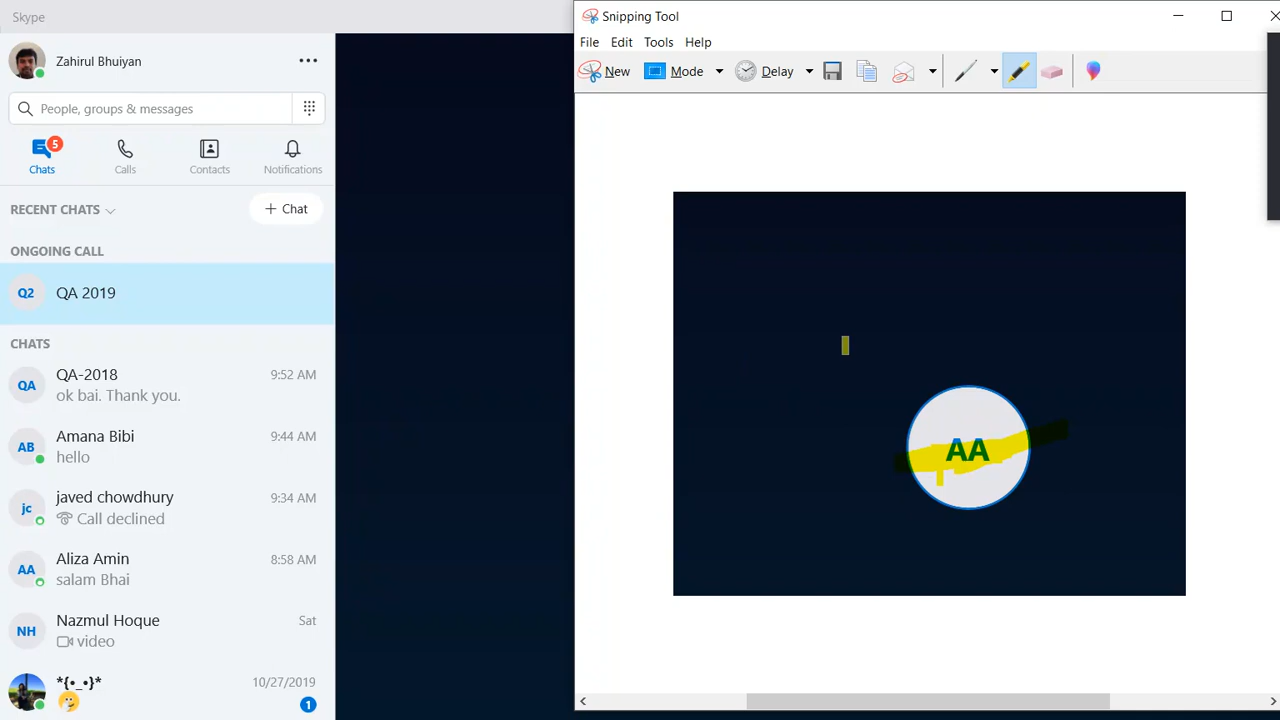 Skype
Zahirul Bhuiyan
People, groups & messages
5
Chats
Calls
Contacts
Notifications
RECENT CHATS
Chat
ONGOING CALL
Q2
QA 2019
CHATS
QA
QA-2018
9:52 AM
ok bai. Thank you.
AB
Amana Bibi
9:44 AM
hello
jc
javed chowdhury
9:34 AM
Call declined
AA
Aliza Amin
8:58 AM
salam Bhai
NH
Nazmul Hoque
Sat
video
*{•_•}*
10/27/2019
1
Snipping Tool
File Edit Tools Help
New Mode Delay
AA